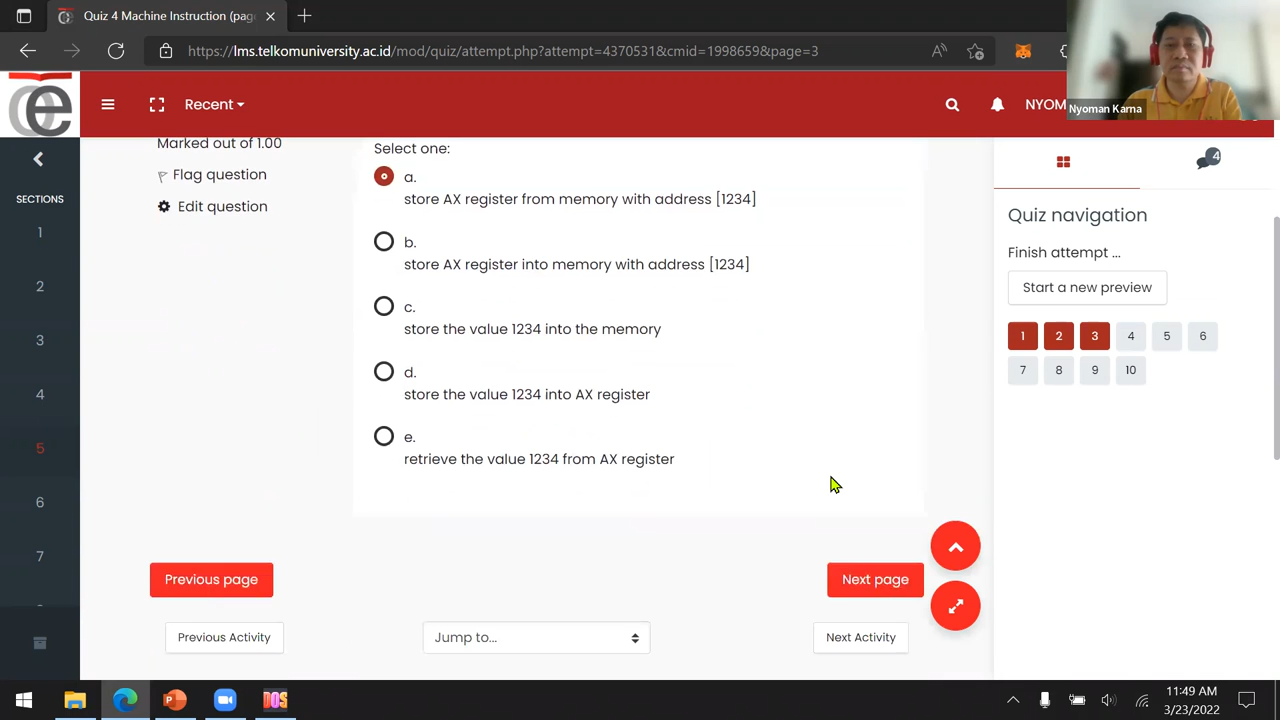 Quiz 4 Machine Instruction (pag
https://lms.telkomuniversity.ac.id/mod/quiz/attempt.php?attempt=4370531&cmid=1998659&page=3
Nyoman Karna
Recent
NYOM
SECTIONS
1
2
3
4
5
6
7
Marked out of 1.00
Flag question
Edit question
Select one:
a.
store AX register from memory with address [1234]
b.
store AX register into memory with address [1234]
c.
store the value 1234 into the memory
d.
store the value 1234 into AX register
e.
retrieve the value 1234 from AX register
Previous page
Next page
Previous Activity
Jump to...
Next Activity
4
Quiz navigation
Finish attempt ...
Start a new preview
1 2 3 4 5 6
7 8 9 10
DOS
11:49 AM
3/23/2022